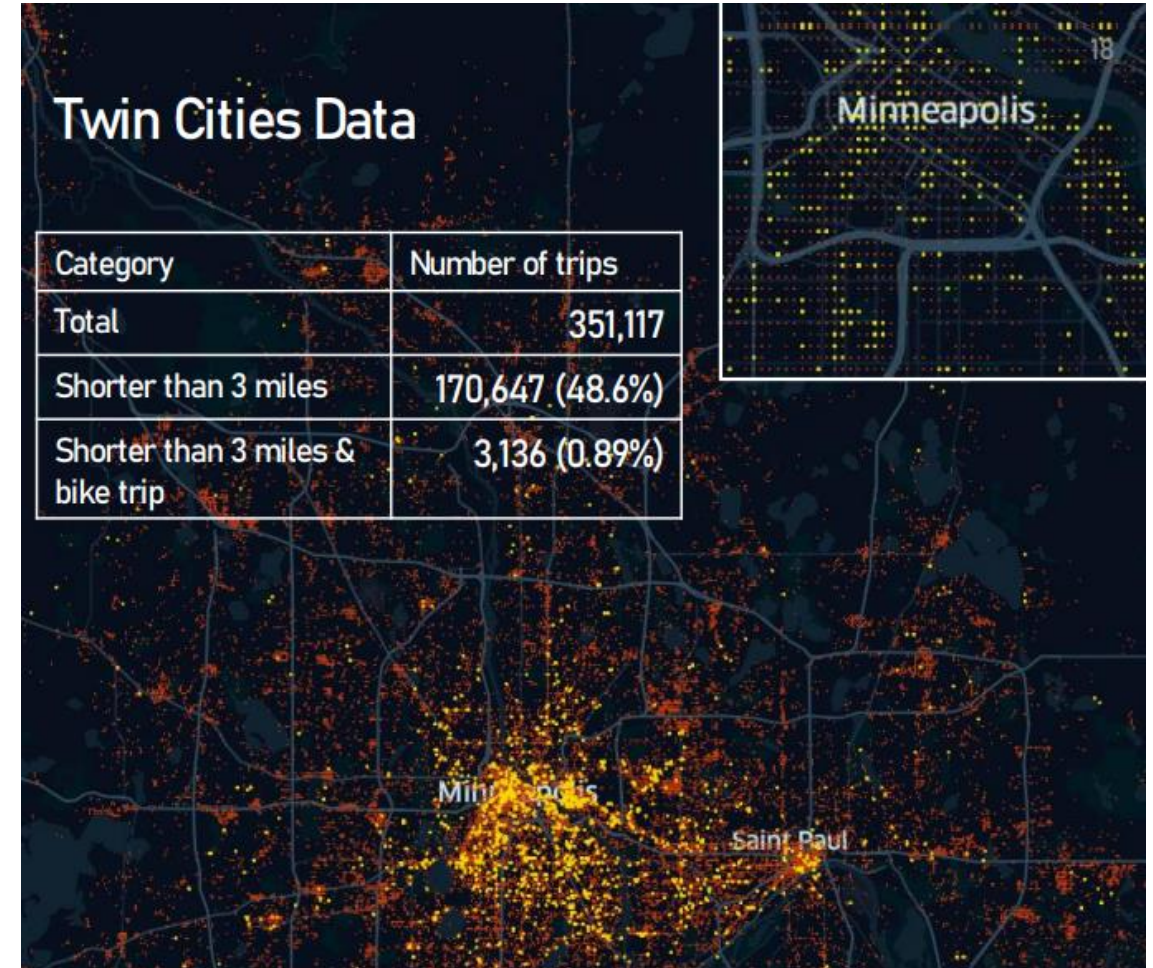 18
Minneapolis
Twin Cities Data
Category Number of trips
Total 351,117
Shorter than 3 miles 170,647 (48.6%)
Shorter than 3 miles & 3,136 (0.89%)
bike trip
Minneapolis
Saint Paul